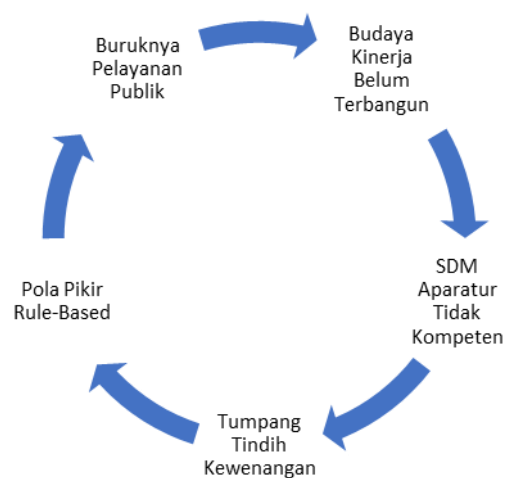 Buruknya
Pelayanan
Publik
Budaya
Kinerja
Belum
Terbangun
SDM
Aparatur
Tidak
Kompeten
Tumpang
Tindih
Kewenangan
Pola Pikir
Rule-Based